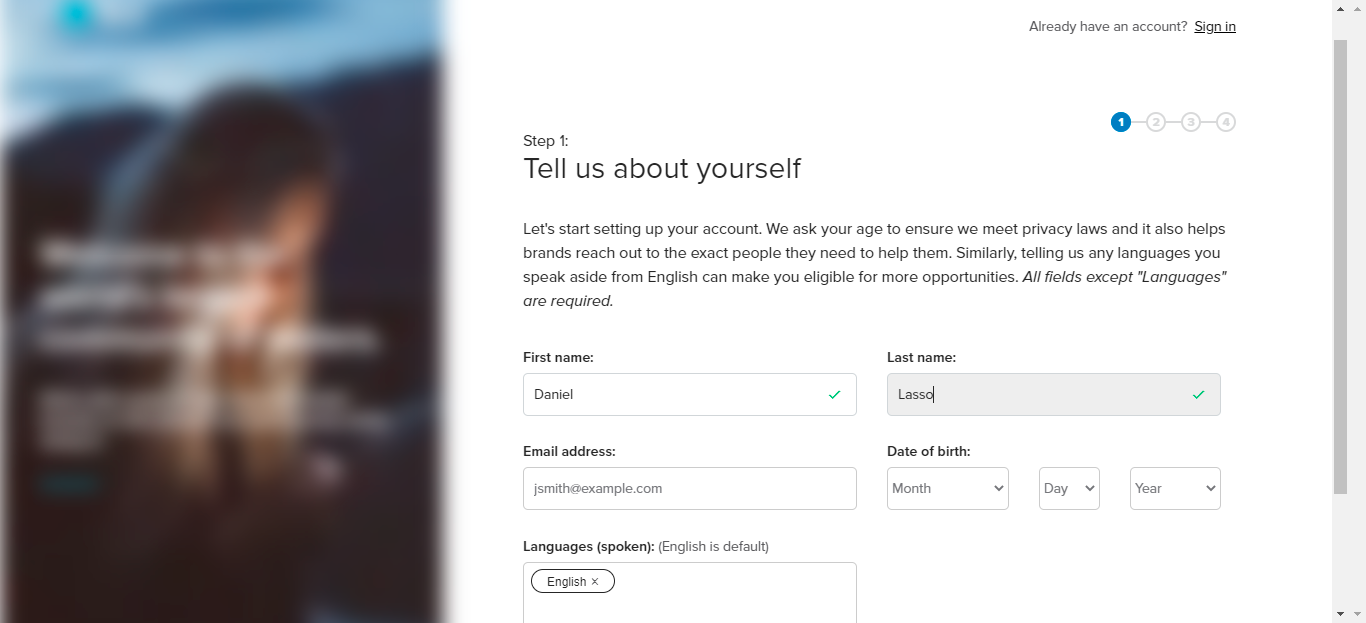 Already have an account? Sign in
1 2 3 4
Step 1:
Tell us about yourself
Let's start setting up your account. We ask your age to ensure we meet privacy laws and it also helps
brands reach out to the exact people they need to help them. Similarly, telling us any languages you
speak aside from English can make you eligible for more opportunities. All fields except "Languages"
are required.
First name:
Last name:
Daniel
Lasso
Email address:
Date of birth:
jsmith@example.com
Month
Day
Year
Languages (spoken): (English is default)
English ×